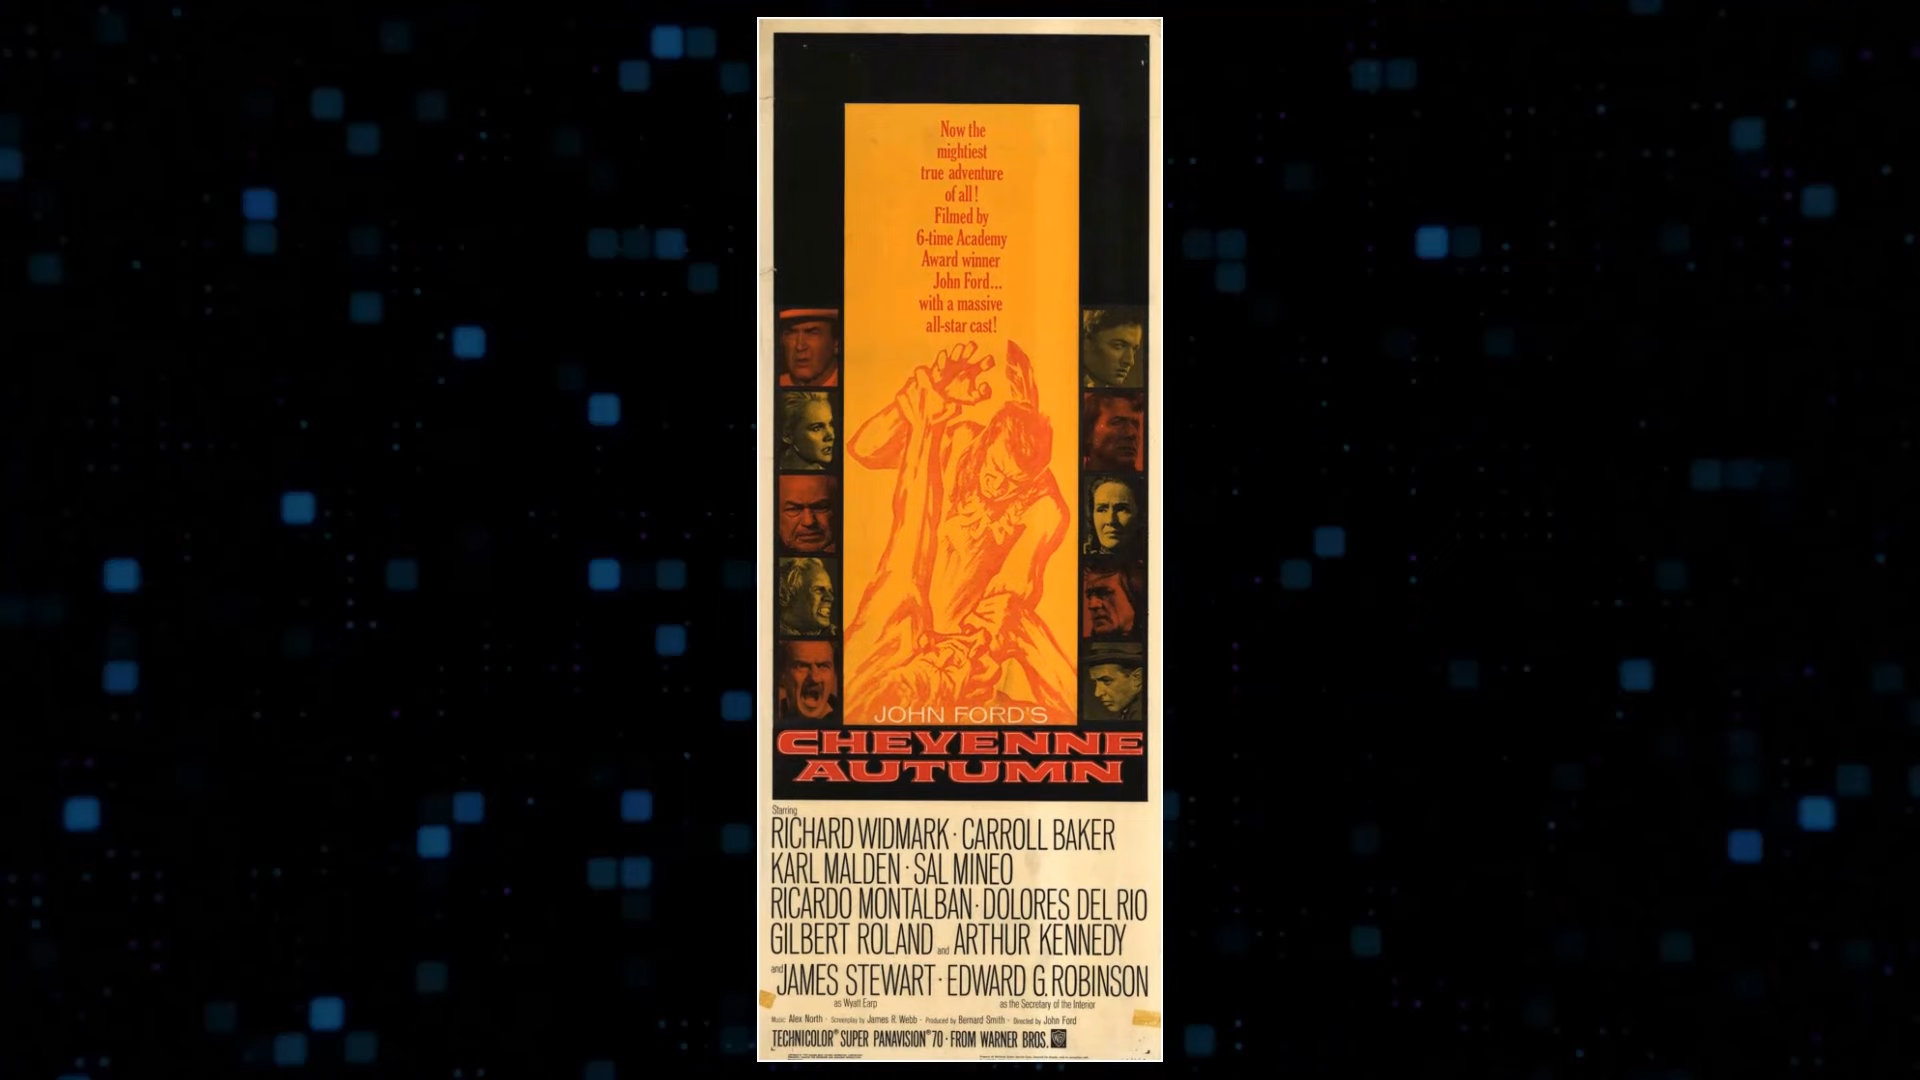 Now the
mightiest
true adventure
of all!
Filmed by
6-time Academy
Award winner
John Ford...
with a massive
all-star cast!
JOHN FORD'S
CHEYENNE
AUTUMN
Starring
RICHARD WIDMARK · CARROLL BAKER
KARL MALDEN · SAL MINEO
RICARDO MONTALBAN · DOLORES DEL RIO
GILBERT ROLAND and ARTHUR KENNEDY
and JAMES STEWART · EDWARD G. ROBINSON
as Wyatt Earp as the Secretary of the Interior
Music: Alex North · Screenplay by James R. Webb · Produced by Bernard Smith · Directed by John Ford
TECHNICOLOR® SUPER PANAVISION® 70 · FROM WARNER BROS.